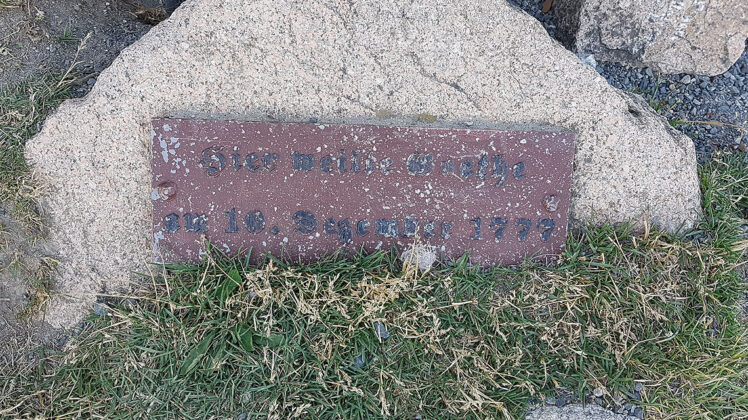 Hier weilte Goethe
am 10. Dezember 1777